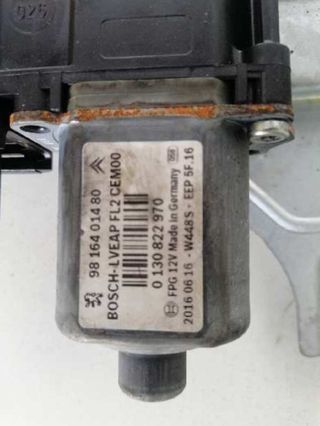 98 164 014 80
BOSCH-LVEAP FL2 CEM00
0 130 822 970
FPG 12V Made in Germany
2016 06 16 -W448S- EEP 5F.16